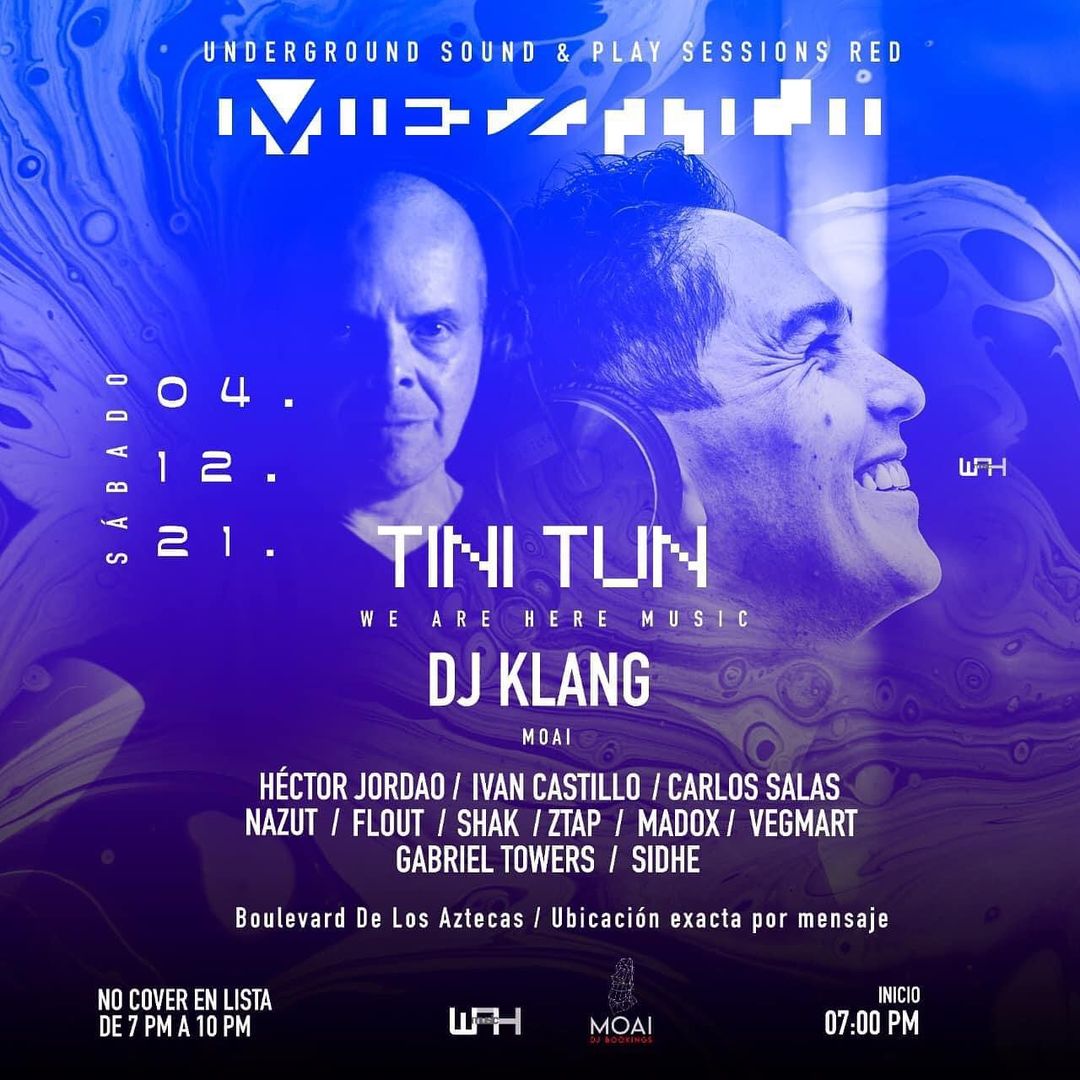 UNDERGROUND SOUND & PLAY SESSIONS RED
SÁBADO
04.
12.
21.
TINI TUN
WE ARE HERE MUSIC
DJ KLANG
MOAI
HÉCTOR JORDAO / IVAN CASTILLO / CARLOS SALAS
NAZUT / FLOUT / SHAK / ZTAP / MADOX / VEGMART
GABRIEL TOWERS / SIDHE
Boulevard De Los Aztecas / Ubicación exacta por mensaje
NO COVER EN LISTA
DE 7 PM A 10 PM
WAH
MUSIC
MOAI
DJ BOOKINGS
INICIO
07:00 PM
WAH